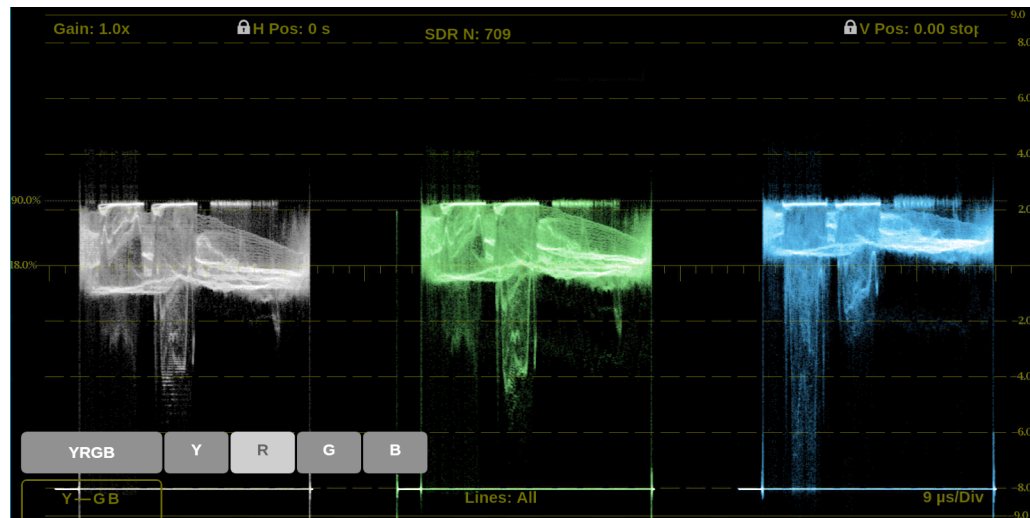 Gain: 1.0x
H Pos: 0 s
SDR N: 709
V Pos: 0.00 stop
9.0
8.0
6.0
4.0
90.0%
2.0
18.0%
-2.0
-4.0
-6.0
YRGB
Y
R
G
B
-8.0
Y—GB
Lines: All
9 µs/Div
-9.0